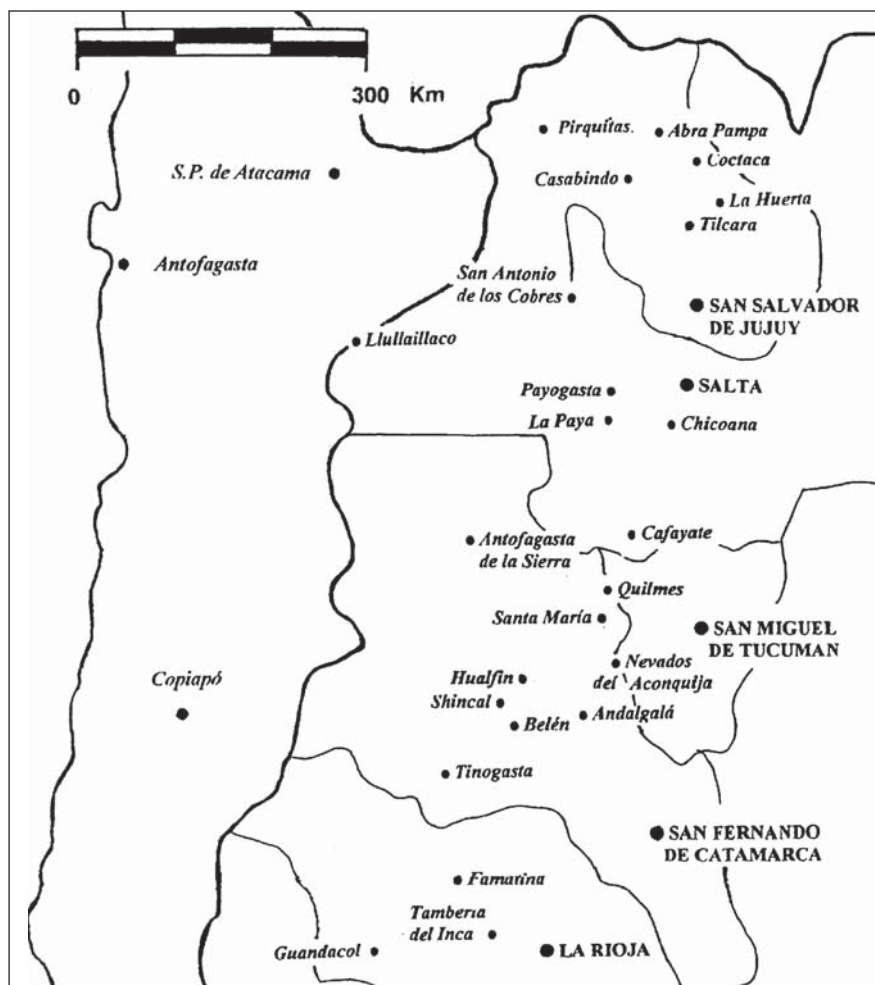 0
300 Km
Pirquitas.
Abra Pampa
S.P. de Atacama
Coctaca
Casabindo
La Huerta
Tilcara
Antofagasta
San Antonio
de los Cobres
SAN SALVADOR
DE JUJUY
Llullaillaco
Payogasta
SALTA
La Paya
Chicoana
Antofagasta
de la Sierra
Cafayate
Quilmes
Santa María
SAN MIGUEL
DE TUCUMAN
Copiapó
Hualfin
Nevados
del Aconquija
Shincal
Belén
Andalgalá
Tinogasta
SAN FERNANDO
DE CATAMARCA
Famatina
Tamberia
del Inca
Guandacol
LA RIOJA